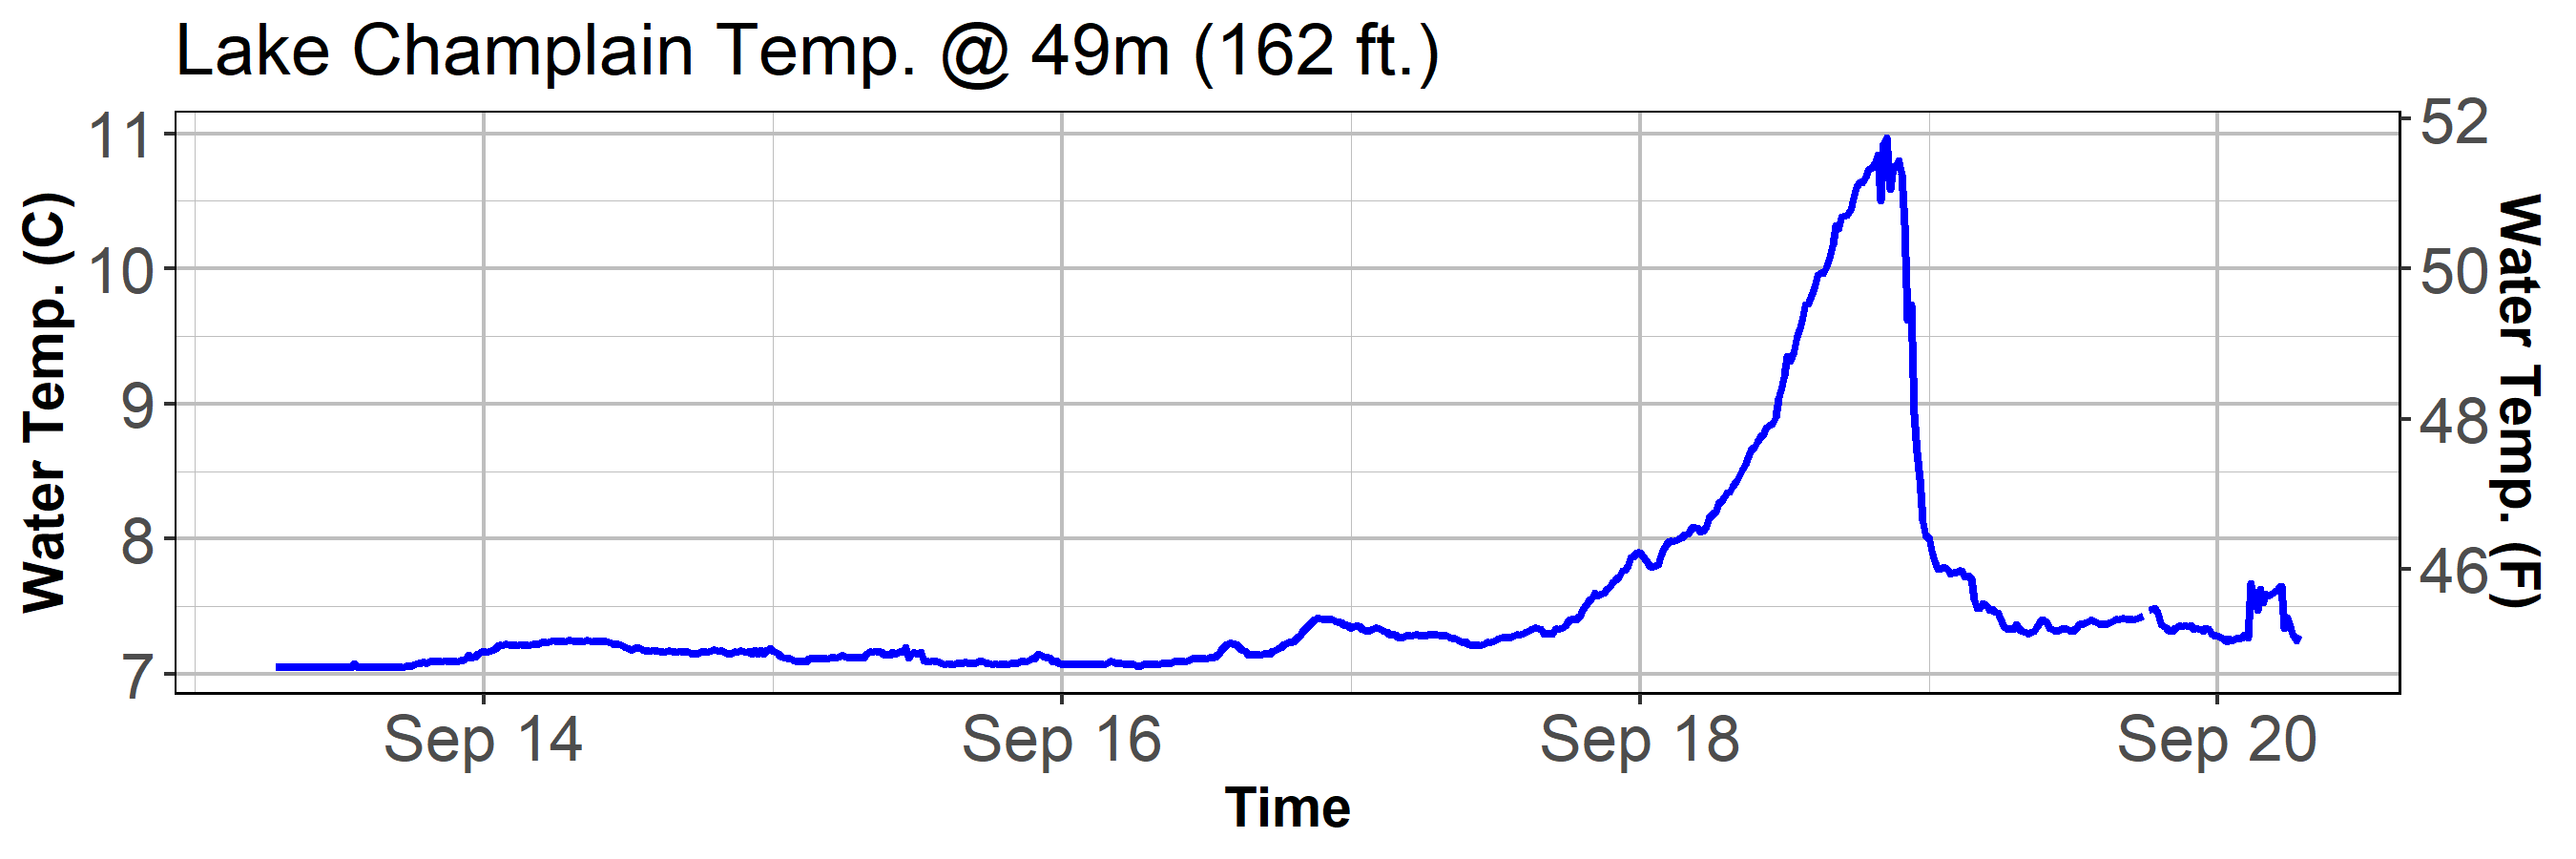 Lake Champlain Temp. @ 49m (162 ft.)
Water Temp. (C)
11
10
9
8
7
52
50
48
46
Water Temp. (F)
Sep 14
Sep 16
Sep 18
Sep 20
Time